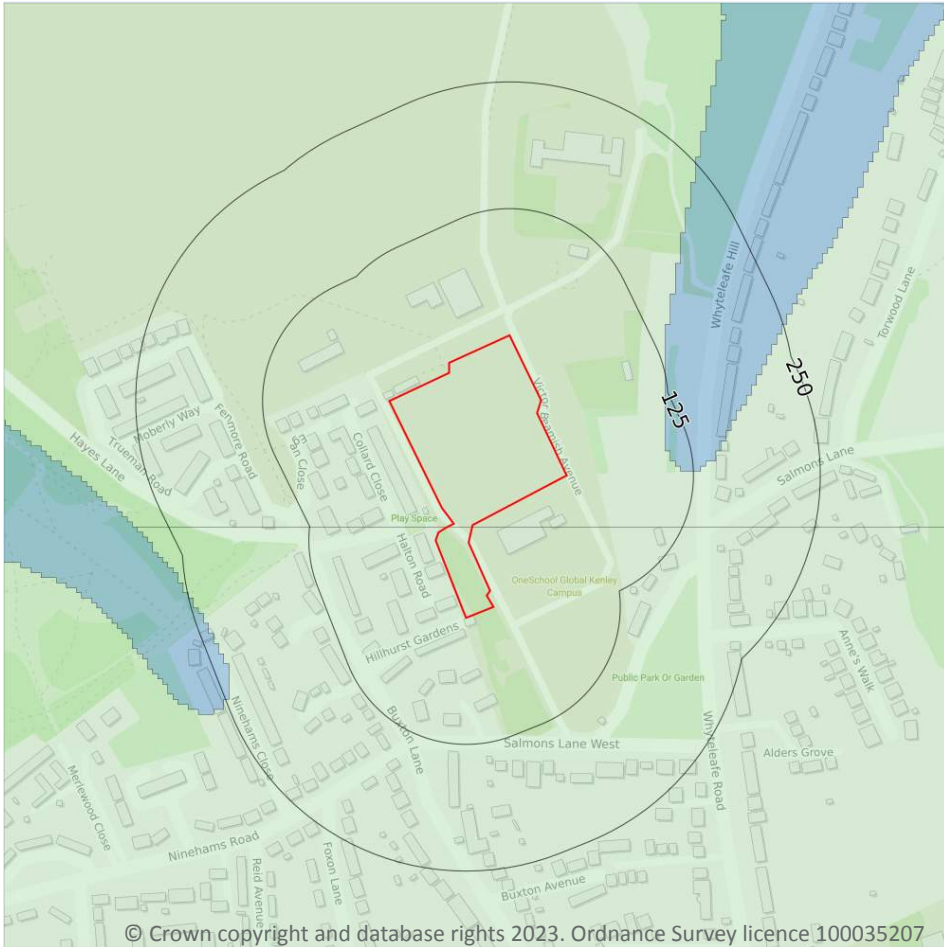 Whyteleafe Hill
Torwood Lane
250
125
Victor Beamish Avenue
Moberly Way
Fenmore Road
Trueman Road
Hayes Lane
Collard Close
Salmons Lane
Play Space
Halton Road
OneSchool Global Kenley
Campus
Hillhurst Gardens
Public Park Or Garden
Anne's Walk
Buxton Lane
Ninehams Close
Salmons Lane West
Whyteleafe Road
Alders Grove
Merlewood Close
Ninehams Road
Reid Avenue
Foxon Lane
Buxton Avenue
© Crown copyright and database rights 2023. Ordnance Survey licence 100035207